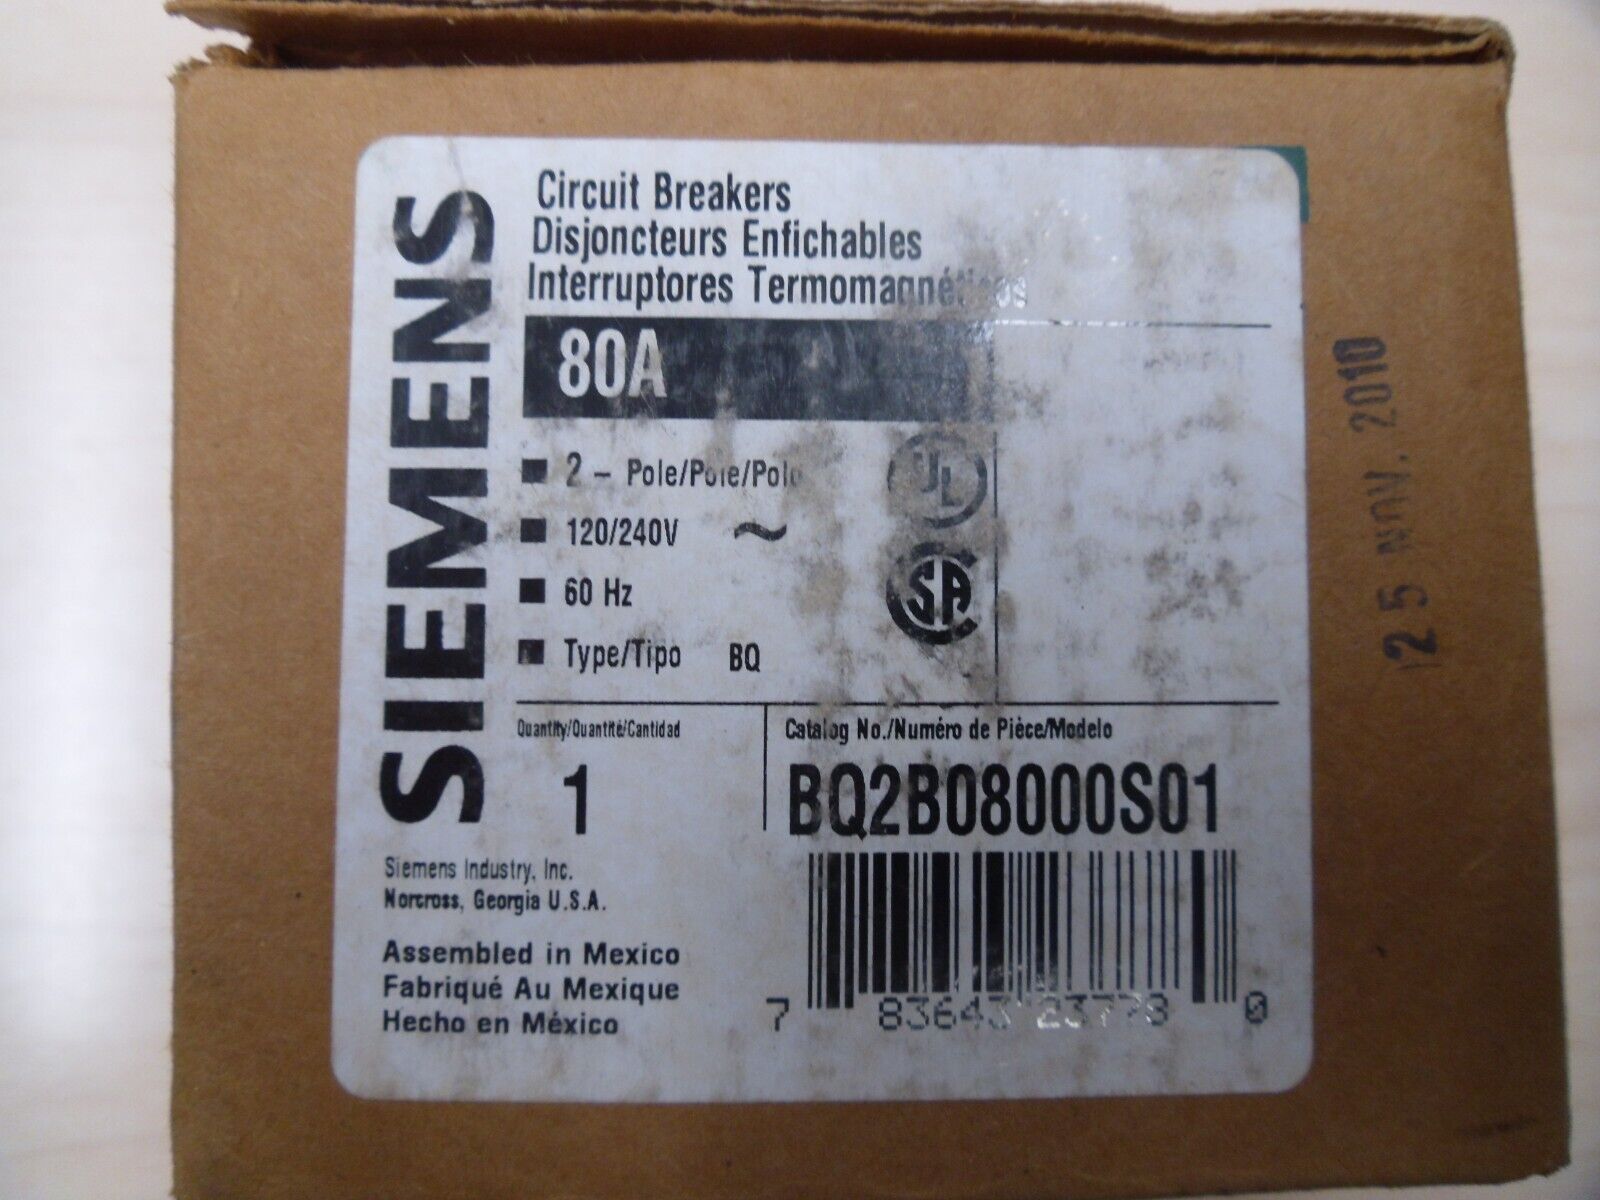 SIEMENS
Circuit Breakers
Disjoncteurs Enfichables
Interruptores Termomagnéticos
80A
2 - Pole/Pole/Polo
120/240V ~
60 Hz
Type/Tipo BQ
UL
SA
Quantity/Quantité/Cantidad
1
Catalog No./Numéro de Pièce/Modelo
BQ2B08000S01
Siemens Industry, Inc.
Norcross, Georgia U.S.A.
Assembled in Mexico
Fabriqué Au Mexique
Hecho en México
7 83643 23778 0
25 NOV. 2010